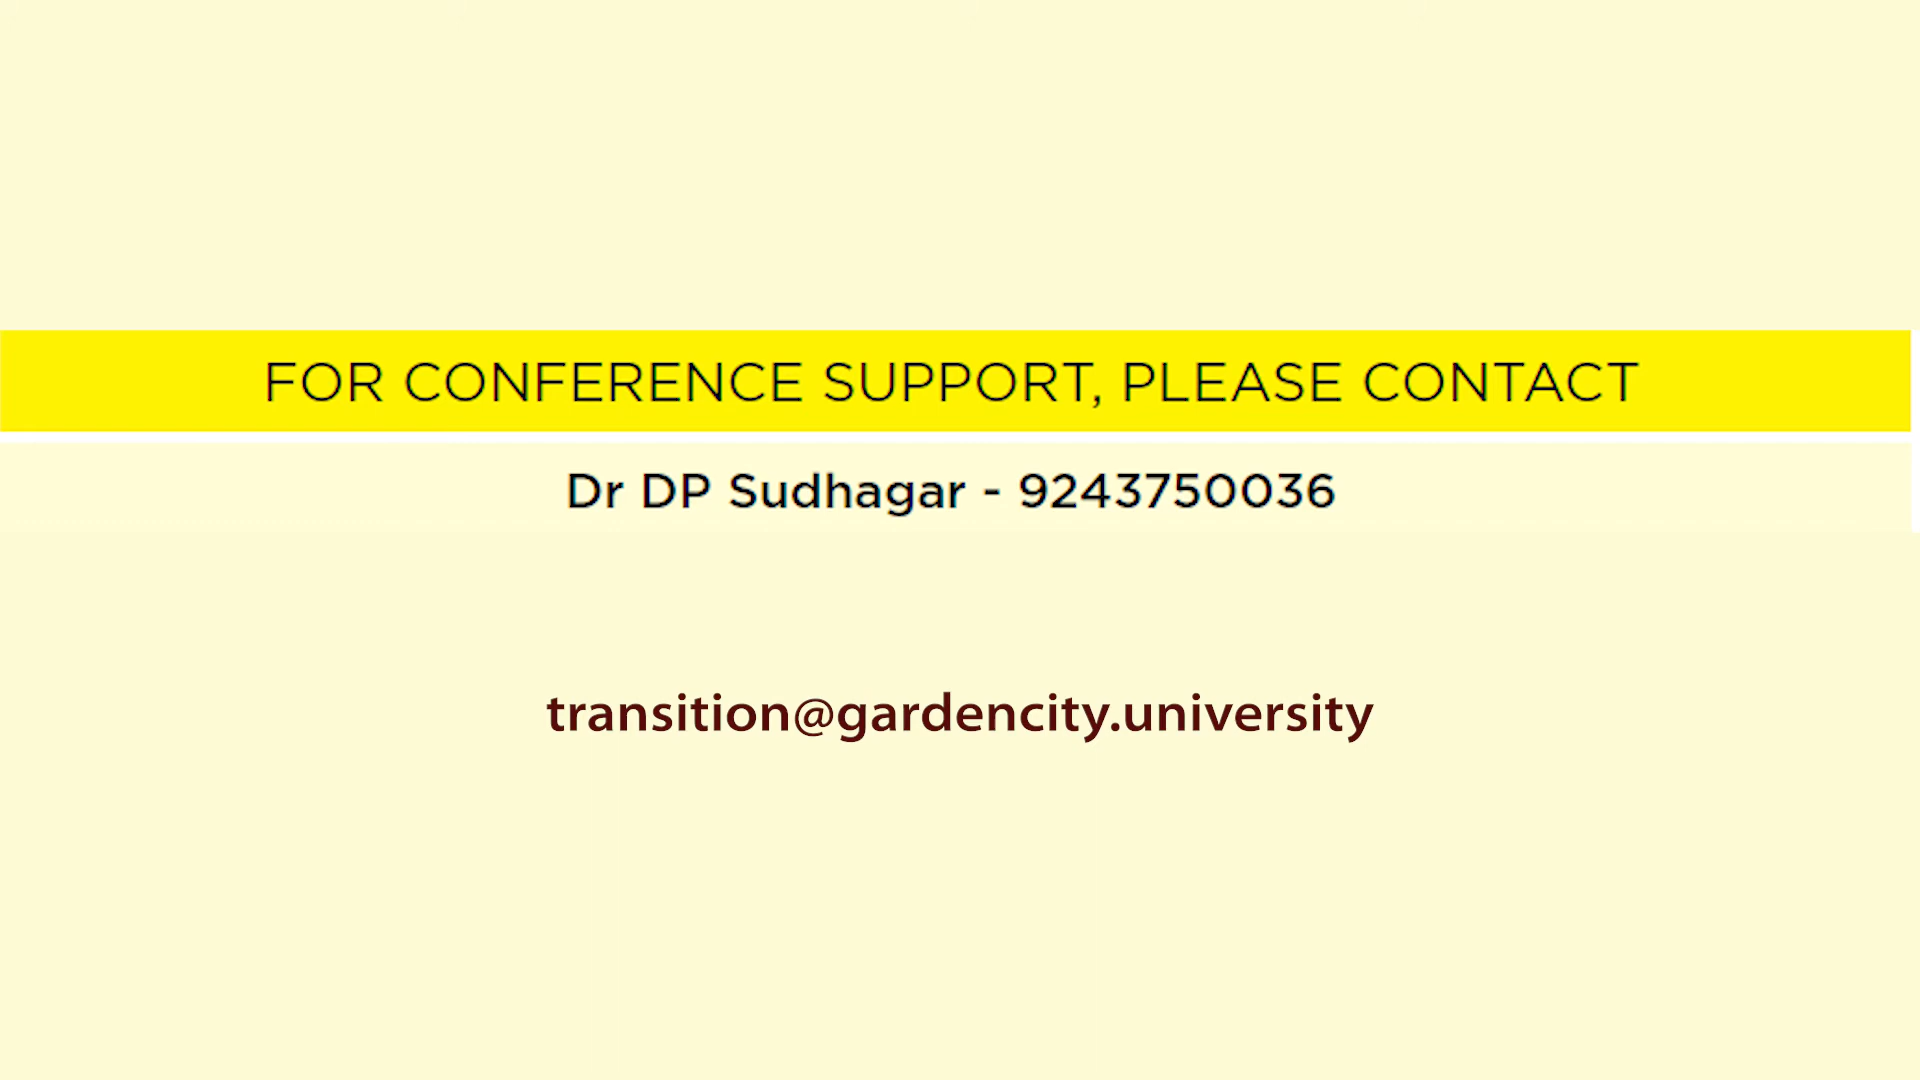 FOR CONFERENCE SUPPORT, PLEASE CONTACT
Dr DP Sudhagar - 9243750036
transition@gardencity.university